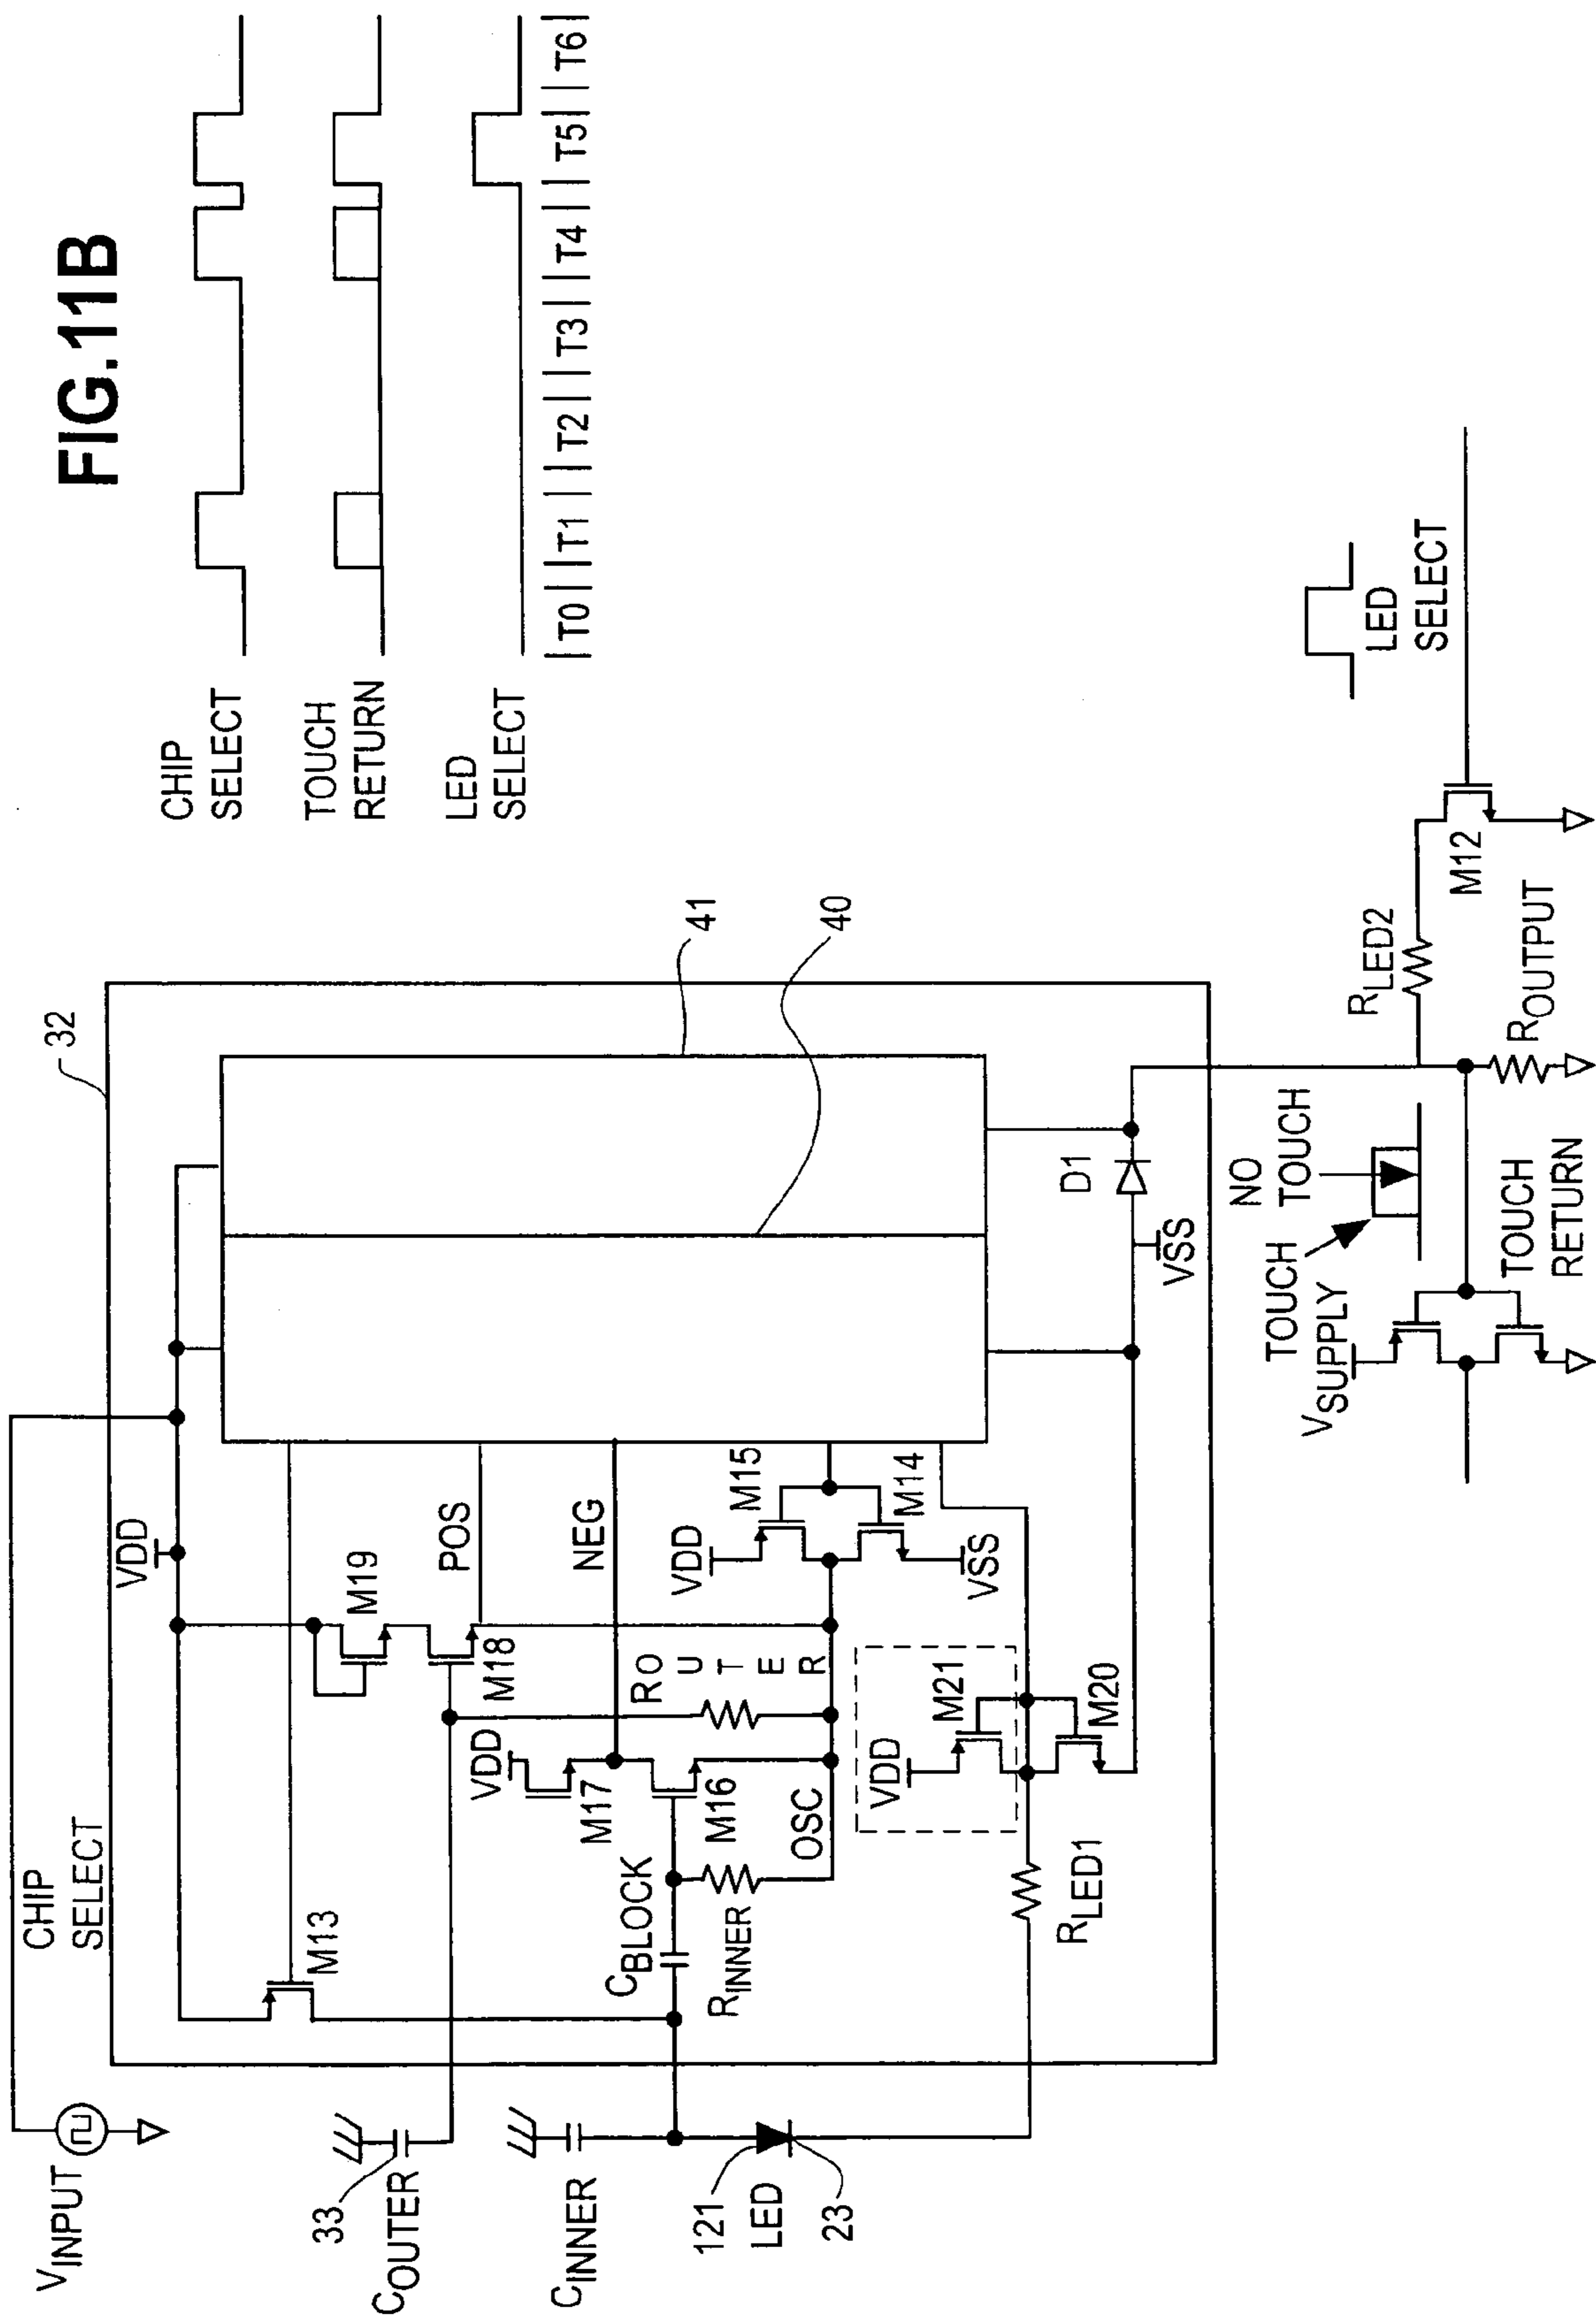 FIG.11B
CHIP
SELECT
TOUCH
RETURN
LED
SELECT
T0 T1 T2 T3 T4 T5 T6
VINPUT
CHIP
SELECT
32
VDD
M13
M19
M18
POS
33
COUTER
VDD
M17
NEG
M16
ROUTER
CINNER
CBLOCK
RINNER
OSC
VDD
M15
M14
VSS
41
40
121
LED
23
RLED1
VDD
M21
M20
D1
VSS
RLED2
M12
LED
SELECT
ROUTPUT
NO
TOUCH
TOUCH
VSUPPLY
TOUCH
RETURN